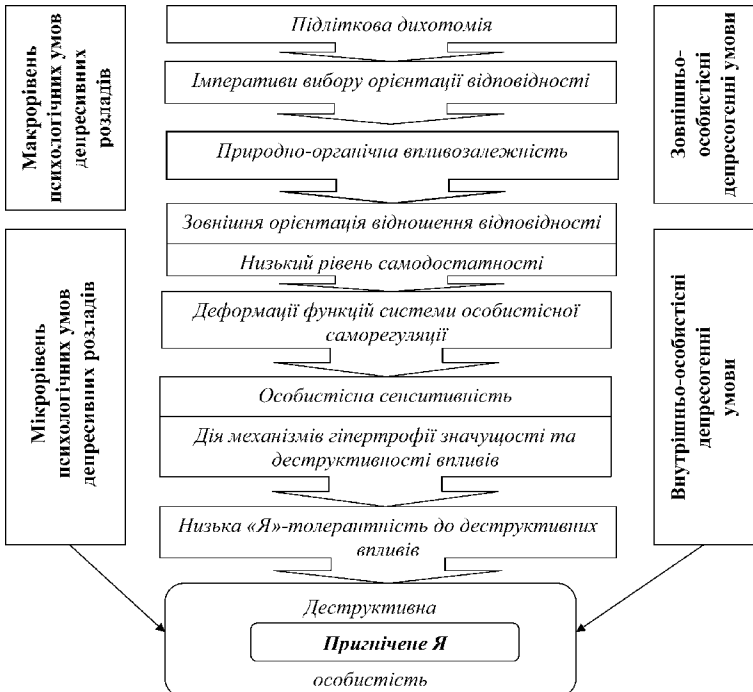 Макрорівень
психологічних умов
депресивних
розладів
Мікрорівень
психологічних умов
депресивних розладів
Підліткова дихотомія
Імперативи вибору орієнтації відповідності
Природно-органічна впливозалежність
Зовнішня орієнтація відношення відповідності
Низький рівень самодостатності
Деформації функцій системи особистісної
саморегуляції
Особистісна сенситивність
Дія механізмів гіпертрофії значущості та
деструктивності впливів
Низька «Я»-толерантність до деструктивних
впливів
Деструктивна
Пригнічене Я
особистість
Зовнішньо-
особистісні
депресогенні умови
Внутрішньо-особистісні
депресогенні
умови